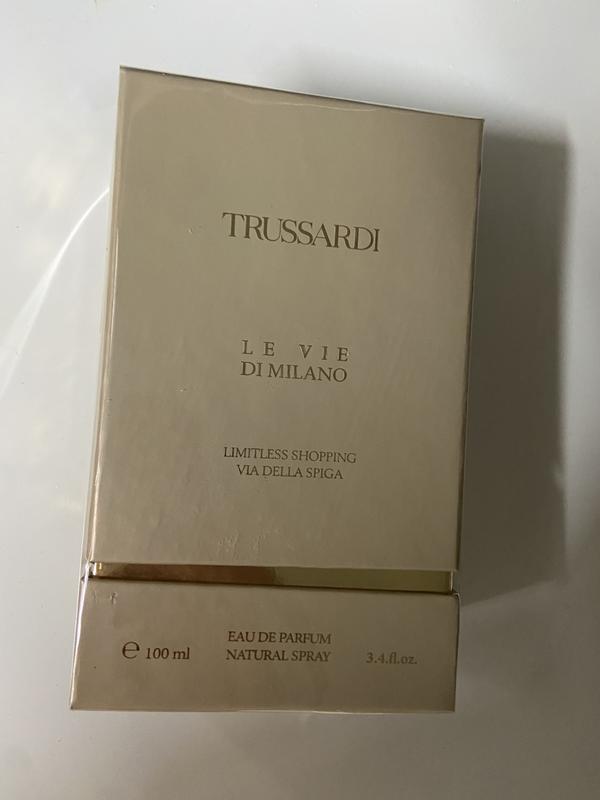 TRUSSARDI
LE VIE
DI MILANO
LIMITLESS SHOPPING
VIA DELLA SPIGA
EAU DE PARFUM
℮ 100 ml NATURAL SPRAY 3.4.fl.oz.